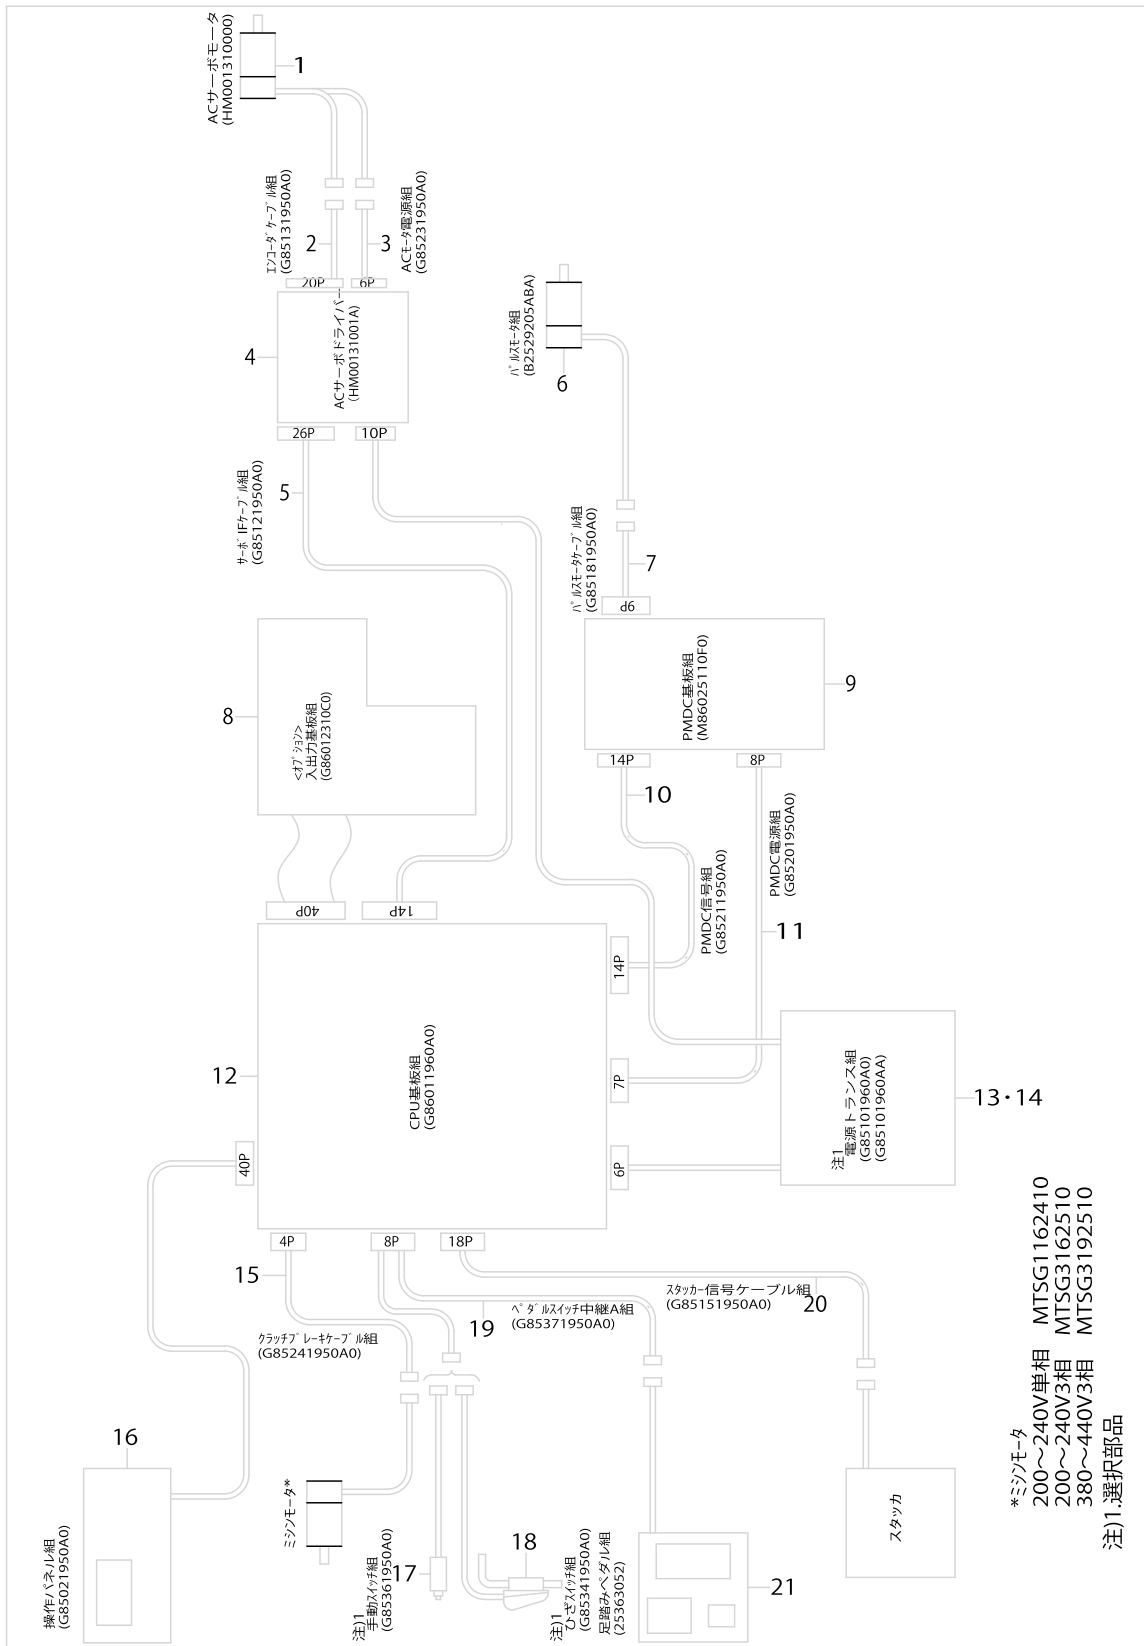 ACサーボモータ
(HM001310000)
1
エンコーダケーブル組
(G85131950A0)
2
3
ACモータ電源組
(G85231950A0)
20P
6P
4
ACサーボドライバー
(HM00131001A)
26P
10P
パルスモータ組
(B2529205ABA)
6
サーボIFケーブル組
(G85121950A0)
5
パルスモータケーブル組
(G85181950A0)
7
6P
8
<オプション>
入出力基板組
(G86012310C0)
PMDC基板組
(M86025110F0)
9
14P
8P
10
PMDC電源組
(G85201950A0)
PMDC信号組
(G85211950A0)
11
40P
14P
14P
12
CPU基板組
(G86011960A0)
7P
注1
電源トランス組
(G85101960A0)
(G85101960AA)
13・14
40P
6P
4P
8P
18P
15
クラッチブレーキケーブル組
(G85241950A0)
19
ペダルスイッチ中継A組
(G85371950A0)
スタッカー信号ケーブル組
(G85151950A0)
20
16
操作パネル組
(G85021950A0)
ミシンモータ*
注)1
手動スイッチ組
(G85361950A0)
17
18
注)1
ひざスイッチ組
(G85341950A0)
足踏みペダル組
(25363052)
21
スタッカ
*ミシンモータ
200〜240V単相 MTSG1162410
200〜240V3相 MTSG3162510
380〜440V3相 MTSG3192510
注)1.選択部品